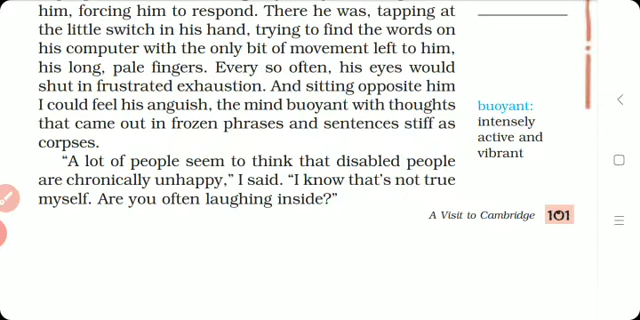 him, forcing him to respond. There he was, tapping at
the little switch in his hand, trying to find the words on
his computer with the only bit of movement left to him,
his long, pale fingers. Every so often, his eyes would
shut in frustrated exhaustion. And sitting opposite him
I could feel his anguish, the mind buoyant with thoughts
that came out in frozen phrases and sentences stiff as
corpses.
“A lot of people seem to think that disabled people
are chronically unhappy,” I said. “I know that’s not true
myself. Are you often laughing inside?”
buoyant:
intensely
active and
vibrant
A Visit to Cambridge 101